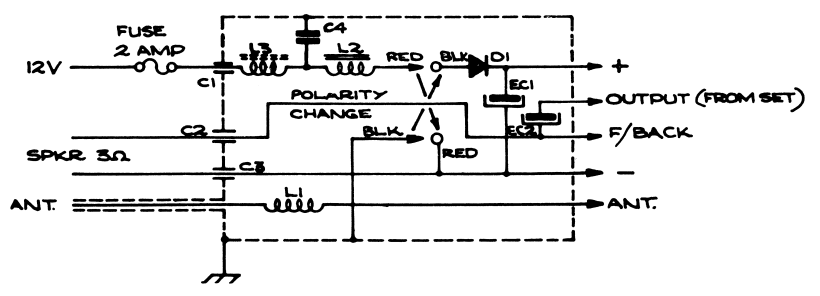 FUSE
2 AMP
C4
L3
L2
RED
BLK
D1
12V
+
C1
EC1
POLARITY
CHANGE
OUTPUT (FROM SET)
C2
BLK
EC2
F/BACK
SPKR 3Ω
C3
RED
−
L1
ANT.
ANT.